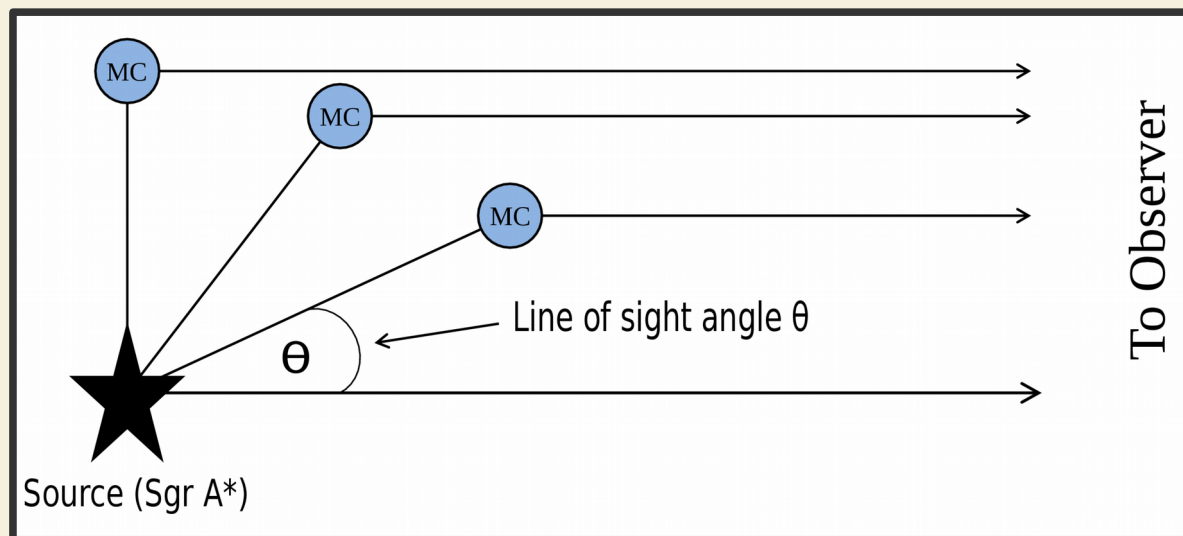 MC
MC
MC
Line of sight angle θ
θ
Source (Sgr A*)
To Observer